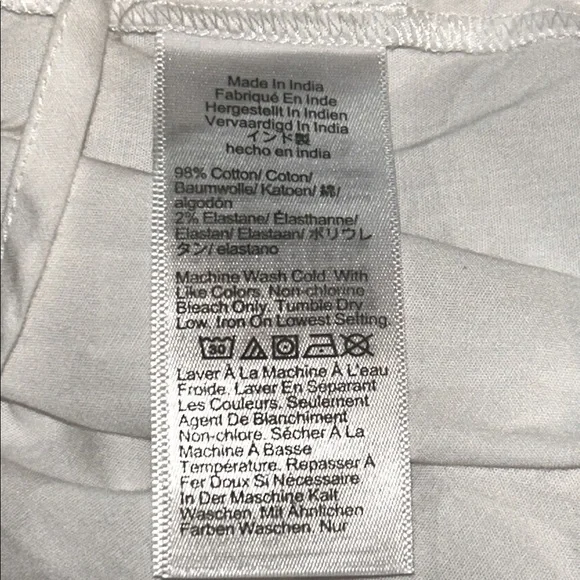 Made In India
Fabriqué En Inde
Hergestellt In Indien
Vervaardigd In India
インド製
hecho en india
98% Cotton/ Coton/
Baumwolle/ Katoen/ 綿/
algodón
2% Elastane/ Élasthanne/
Elastan/ Elastaan/ ポリウレ
タン/ elastano
Machine Wash Cold. With
Like Colors. Non-chlorine
Bleach Only. Tumble Dry
Low. Iron On Lowest Setting.
30
Laver À La Machine À L'eau
Froide. Laver En Séparant
Les Couleurs. Seulement
Agent De Blanchiment
Non-chlore. Sécher À La
Machine À Basse
Température. Repasser À
Fer Doux Si Nécessaire
In Der Maschine Kalt
Waschen. Mit Ähnlichen
Farben Waschen. Nur